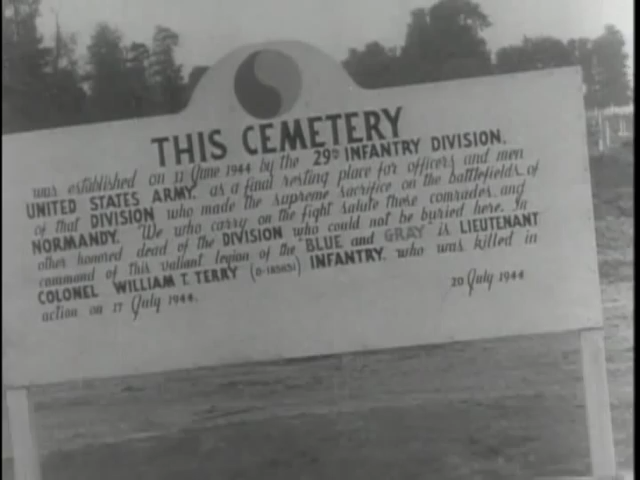 THIS CEMETERY
was established on 11 June 1944 by the 29TH INFANTRY DIVISION,
UNITED STATES ARMY, as a final resting place for officers and men
of that DIVISION who made the supreme sacrifice on the battlefields of
NORMANDY. We who carry on the fight salute these comrades and
other honored dead of the DIVISION who could not be buried here. In
command of this valiant legion of the "BLUE and GRAY" is LIEUTENANT
COLONEL WILLIAM T. TERRY INFANTRY, who was killed in
action on 17 July 1944.
20 July 1944